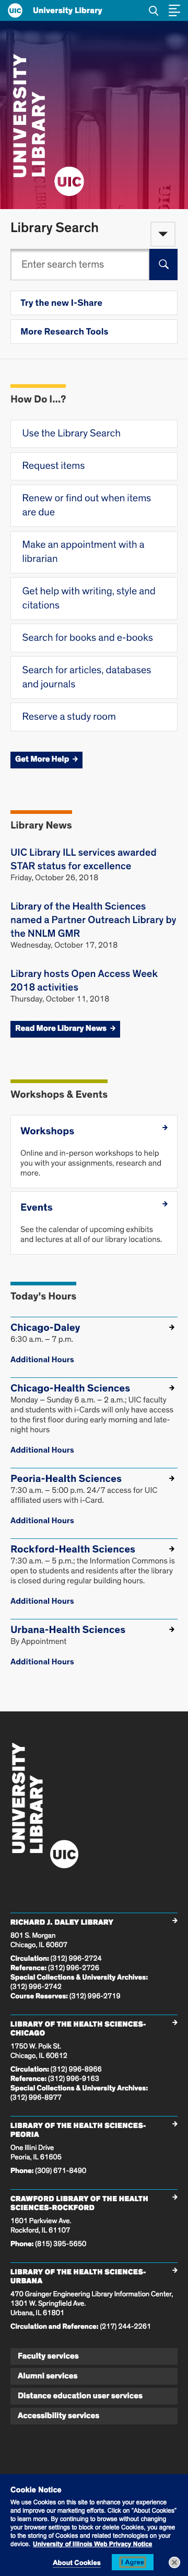 UIC University Library
UNIVERSITY
LIBRARY
UIC
Library Search
Enter search terms
Try the new I-Share
More Research Tools
How Do I...?
Use the Library Search
Request items
Renew or find out when items
are due
Make an appointment with a
librarian
Get help with writing, style and
citations
Search for books and e-books
Search for articles, databases
and journals
Reserve a study room
Get More Help →
Library News
UIC Library ILL services awarded
STAR status for excellence
Friday, October 26, 2018
Library of the Health Sciences
named a Partner Outreach Library by
the NNLM GMR
Wednesday, October 17, 2018
Library hosts Open Access Week
2018 activities
Thursday, October 11, 2018
Read More Library News →
Workshops & Events
Workshops →
Online and in-person workshops to help
you with your assignments, research and
more.
Events →
See the calendar of upcoming exhibits
and lectures at all of our library locations.
Today's Hours
Chicago-Daley →
6:30 a.m. – 7 p.m.
Additional Hours
Chicago-Health Sciences →
Monday – Sunday 6 a.m. – 2 a.m.; UIC faculty
and students with i-Cards will only have access
to the first floor during early morning and late-
night hours
Additional Hours
Peoria-Health Sciences →
7:30 a.m. – 5:00 p.m. 24/7 access for UIC
affiliated users with i-Card.
Additional Hours
Rockford-Health Sciences →
7:30 a.m. – 5 p.m.; the Information Commons is
open to students and residents after the library
is closed during regular building hours.
Additional Hours
Urbana-Health Sciences →
By Appointment
Additional Hours
UNIVERSITY
LIBRARY
UIC
RICHARD J. DALEY LIBRARY →
801 S. Morgan
Chicago, IL 60607
Circulation: (312) 996-2724
Reference: (312) 996-2726
Special Collections & University Archives:
(312) 996-2742
Course Reserves: (312) 996-2719
LIBRARY OF THE HEALTH SCIENCES- →
CHICAGO
1750 W. Polk St.
Chicago, IL 60612
Circulation: (312) 996-8966
Reference: (312) 996-9163
Special Collections & University Archives:
(312) 996-8977
LIBRARY OF THE HEALTH SCIENCES- →
PEORIA
One Illini Drive
Peoria, IL 61605
Phone: (309) 671-8490
CRAWFORD LIBRARY OF THE HEALTH →
SCIENCES-ROCKFORD
1601 Parkview Ave.
Rockford, IL 61107
Phone: (815) 395-5650
LIBRARY OF THE HEALTH SCIENCES- →
URBANA
470 Grainger Engineering Library Information Center,
1301 W. Springfield Ave.
Urbana, IL 61801
Circulation and Reference: (217) 244-2261
Faculty services
Alumni services
Distance education user services
Accessibility services
Cookie Notice
We use Cookies on this site to enhance your experience
and improve our marketing efforts. Click on "About Cookies"
to learn more. By continuing to browse without changing
your browser settings to block or delete Cookies, you agree
to the storing of Cookies and related technologies on your
device. University of Illinois Web Privacy Notice
About Cookies I Agree